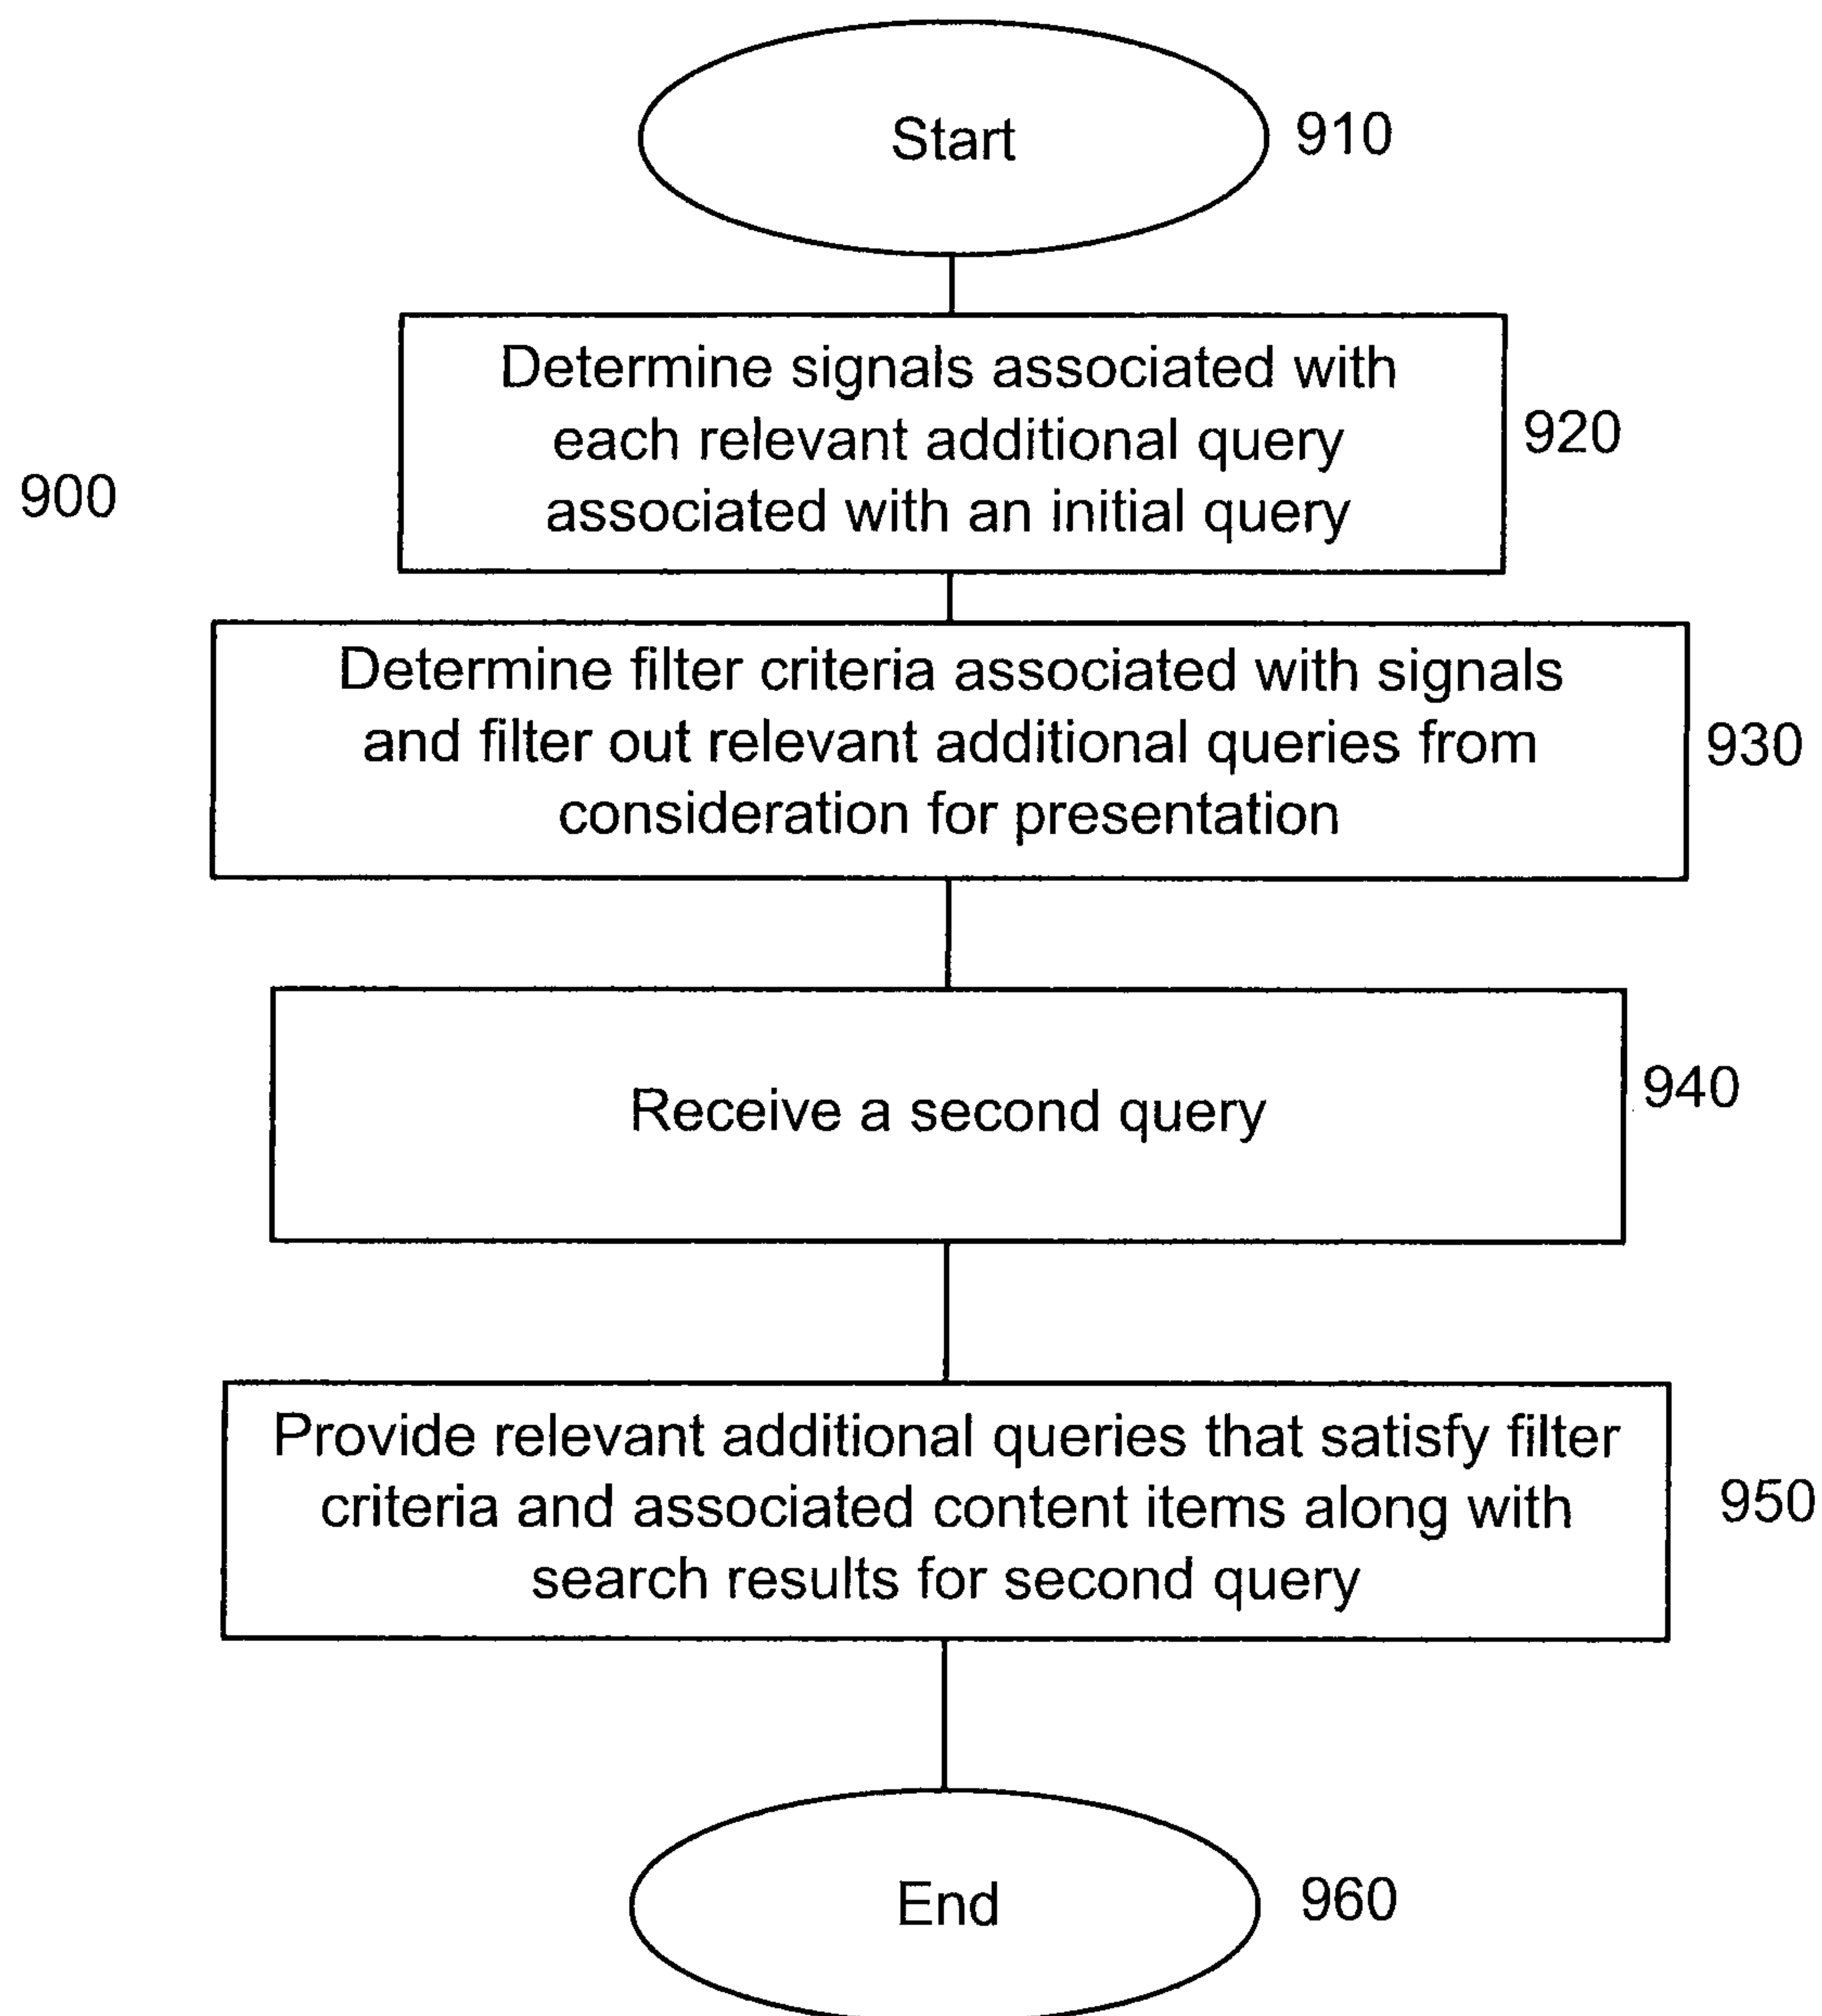 Start
910
Determine signals associated with
each relevant additional query
associated with an initial query
920
900
Determine filter criteria associated with signals
and filter out relevant additional queries from
consideration for presentation
930
Receive a second query
940
Provide relevant additional queries that satisfy filter
criteria and associated content items along with
search results for second query
950
End
960